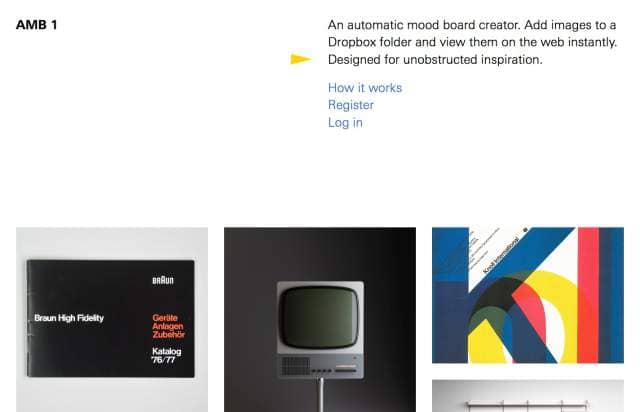 AMB 1
An automatic mood board creator. Add images to a
Dropbox folder and view them on the web instantly.
Designed for unobstructed inspiration.
How it works
Register
Log in
BRAUN
Braun High Fidelity
Geräte
Anlagen
Zubehör
Katalog
'76/77
Knoll International